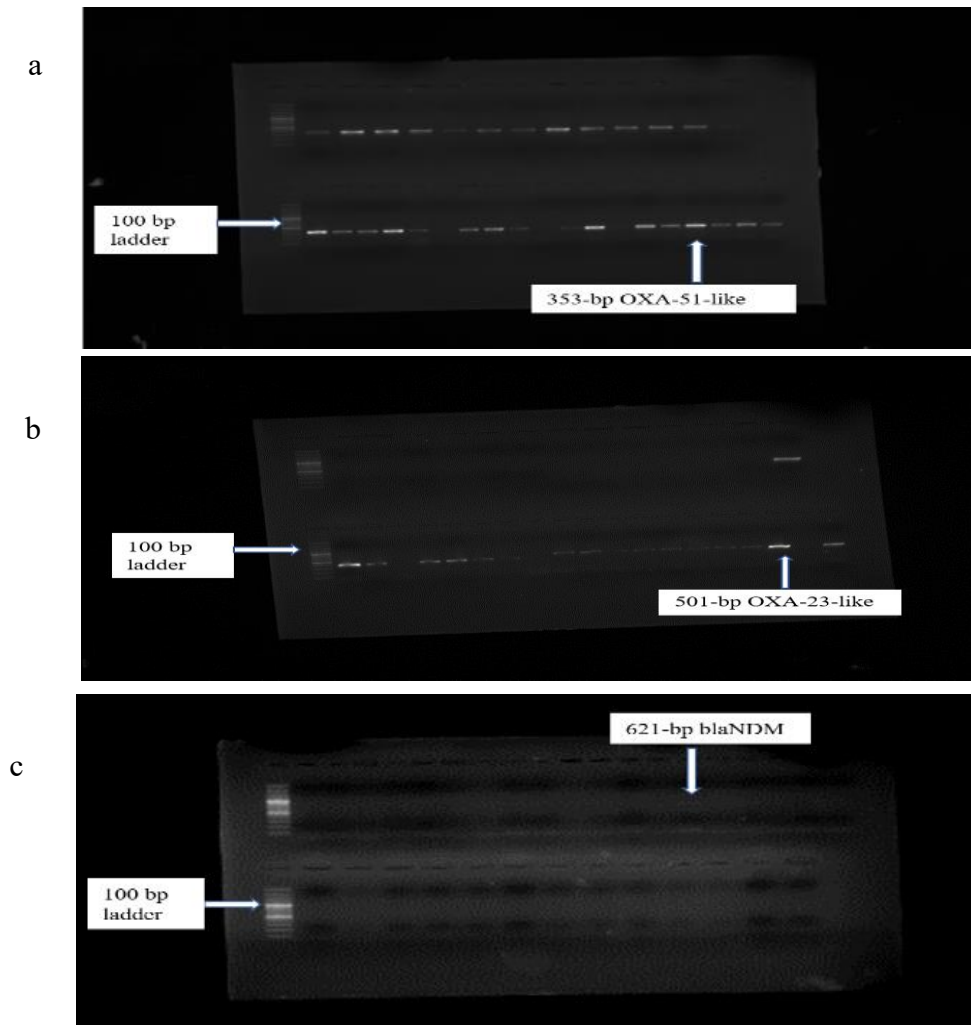 a
100 bp
ladder
353-bp OXA-51-like
b
100 bp
ladder
501-bp OXA-23-like
c
621-bp blaNDM
100 bp
ladder